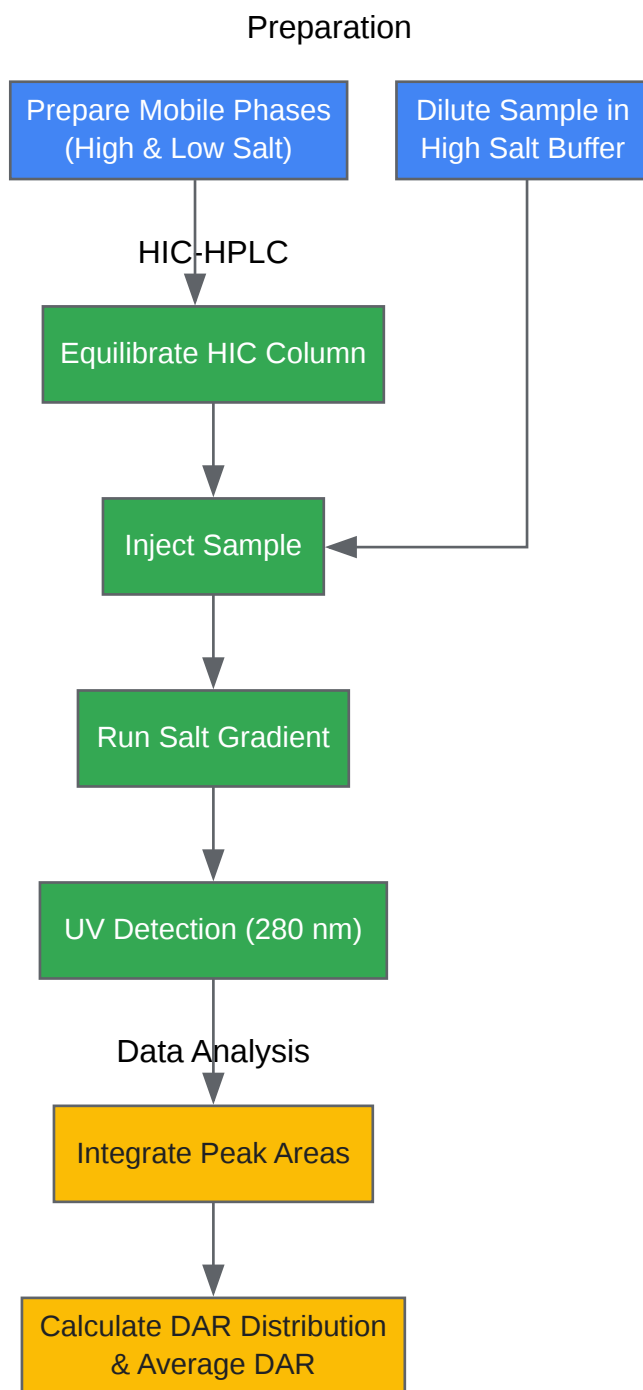 Preparation
Prepare Mobile Phases
(High & Low Salt)
Dilute Sample in
High Salt Buffer
HIC-HPLC
Equilibrate HIC Column
Inject Sample
Run Salt Gradient
UV Detection (280 nm)
Data Analysis
Integrate Peak Areas
Calculate DAR Distribution
& Average DAR